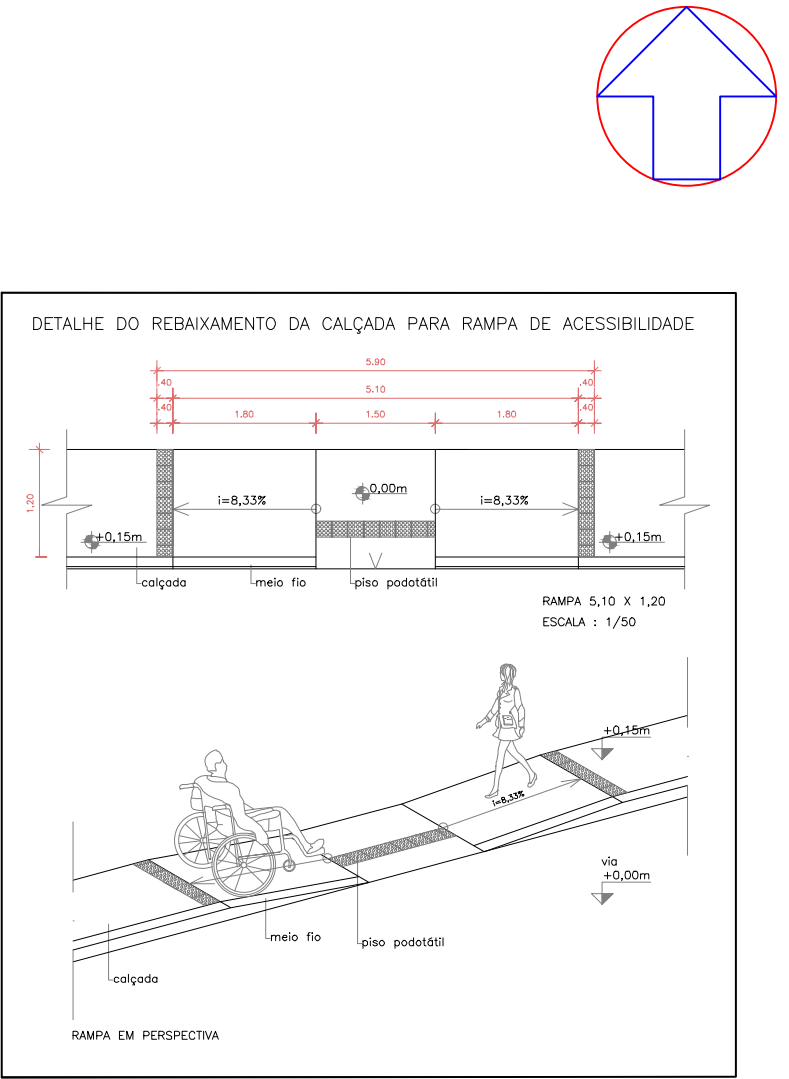 DETALHE DO REBAIXAMENTO DA CALÇADA PARA RAMPA DE ACESSIBILIDADE
5.90
.40
5.10
.40
.40
1.80
1.50
1.80
.40
1.20
i=8,33%
0,00m
i=8,33%
+0,15m
+0,15m
calçada
meio fio
piso podotátil
RAMPA 5,10 X 1,20
ESCALA : 1/50
+0,15m
i=8,33%
via
+0,00m
meio fio
piso podotátil
calçada
RAMPA EM PERSPECTIVA